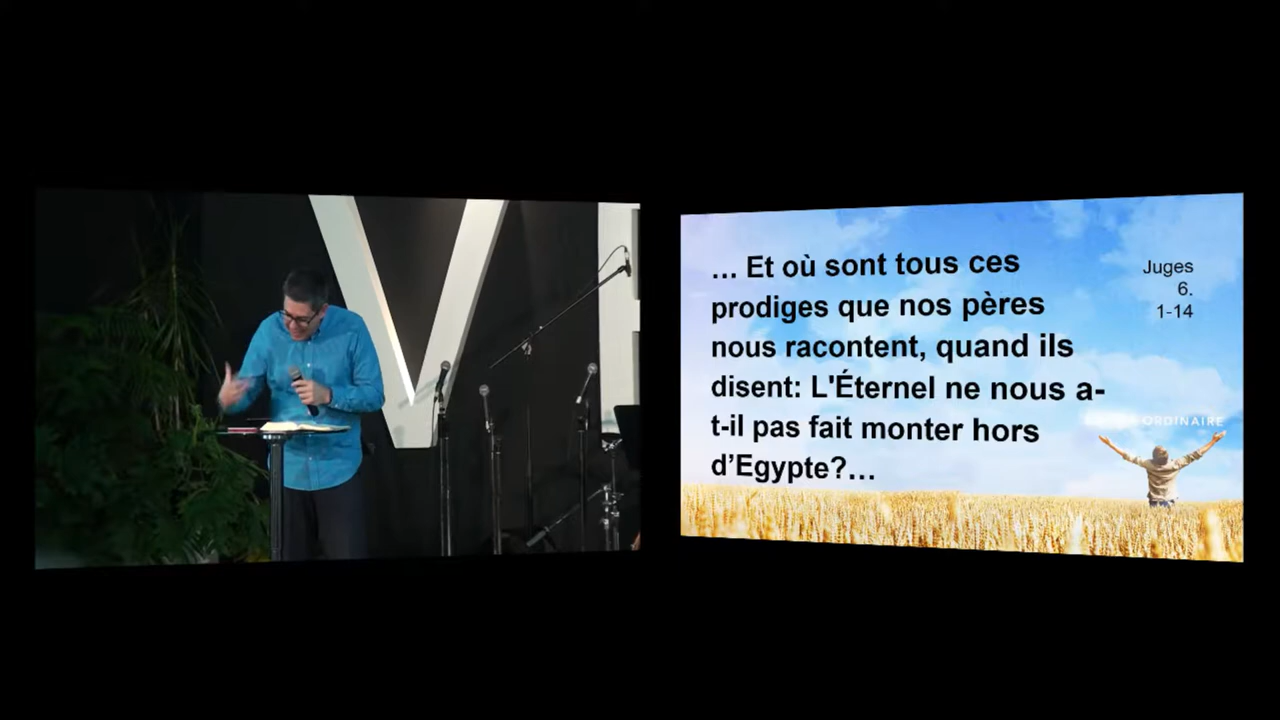 … Et où sont tous ces
prodiges que nos pères
nous racontent, quand ils
disent: L'Éternel ne nous a-
t-il pas fait monter hors
d’Egypte?…
Juges
6.
1-14
ORDINAIRE